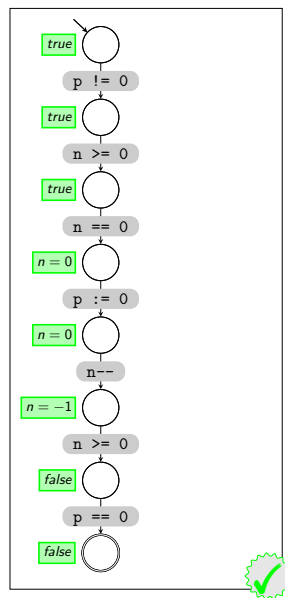 true
p != 0
true
n >= 0
true
n == 0
n = 0
p := 0
n = 0
n--
n = −1
n >= 0
false
p == 0
false